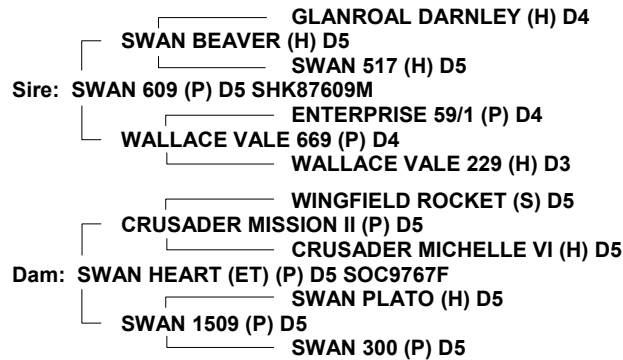 GLANROAL DARNLEY (H) D4
SWAN BEAVER (H) D5
SWAN 517 (H) D5
Sire: SWAN 609 (P) D5 SHK87609M
ENTERPRISE 59/1 (P) D4
WALLACE VALE 669 (P) D4
WALLACE VALE 229 (H) D3
WINGFIELD ROCKET (S) D5
CRUSADER MISSION II (P) D5
CRUSADER MICHELLE VI (H) D5
Dam: SWAN HEART (ET) (P) D5 SOC9767F
SWAN PLATO (H) D5
SWAN 1509 (P) D5
SWAN 300 (P) D5